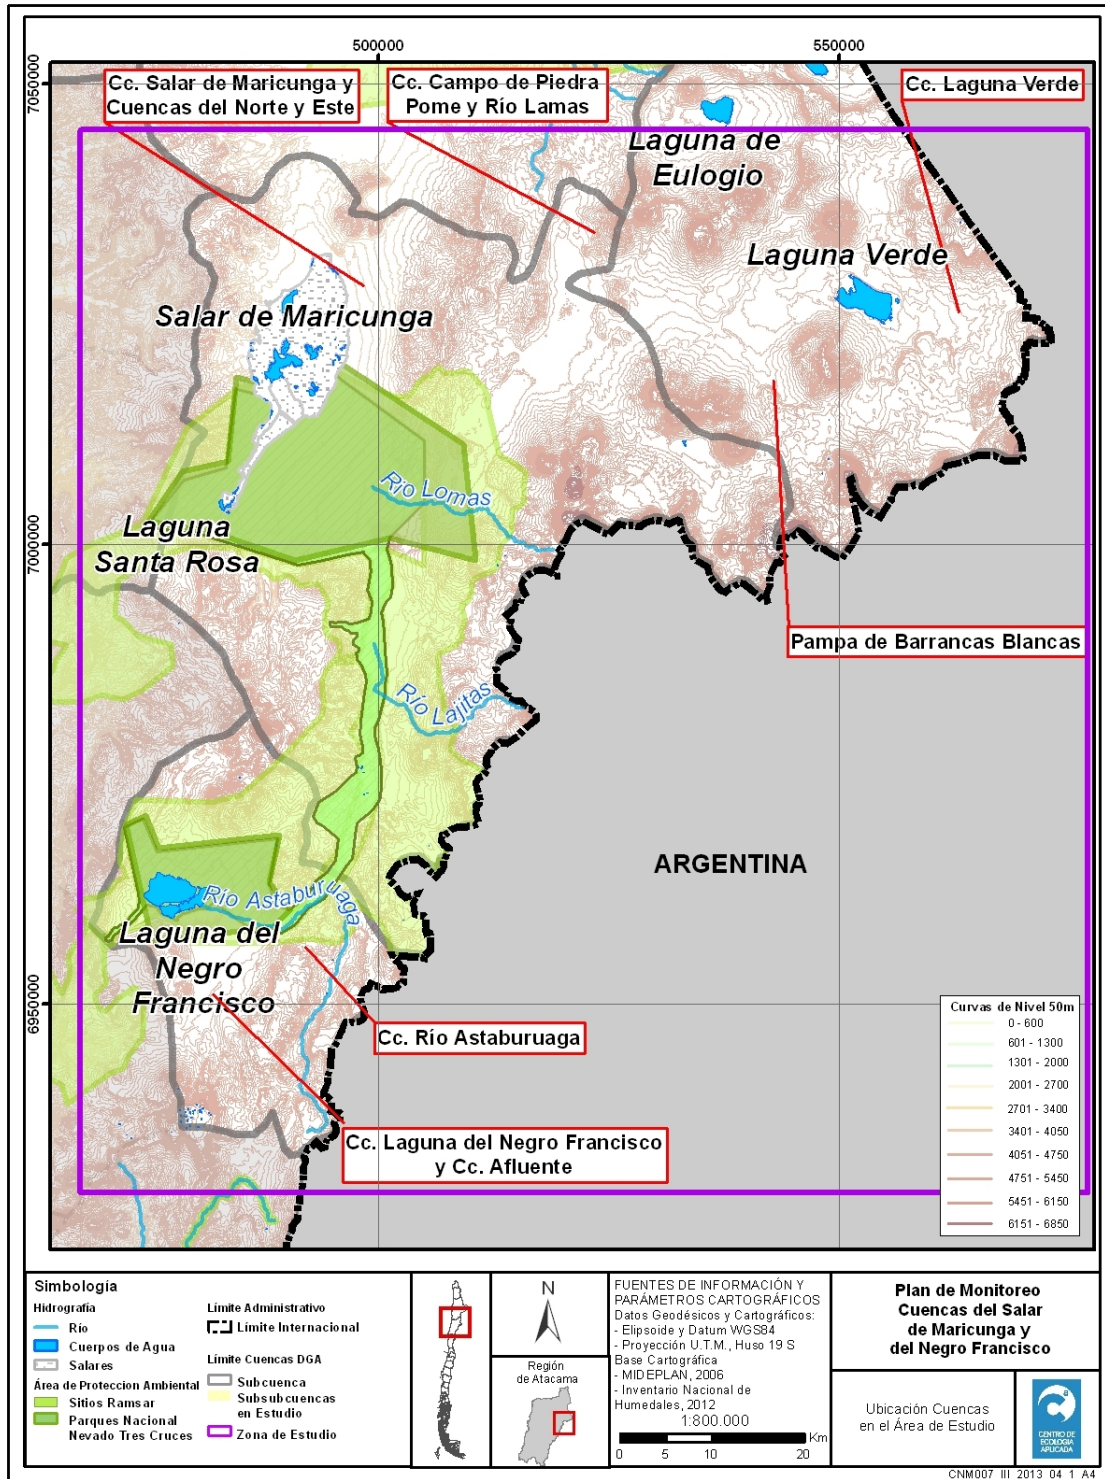 500000
550000
7050000
7000000
6950000
Cc. Salar de Maricunga y
Cuencas del Norte y Este
Cc. Campo de Piedra
Pome y Río Lamas
Cc. Laguna Verde
Laguna de
Eulogio
Laguna Verde
Salar de Maricunga
Río Lomas
Laguna
Santa Rosa
Pampa de Barrancas Blancas
Río Lajitas
ARGENTINA
Río Astaburuaga
Laguna del
Negro
Francisco
Cc. Río Astaburuaga
Cc. Laguna del Negro Francisco
y Cc. Afluente
Curvas de Nivel 50m
0 - 600
601 - 1300
1301 - 2000
2001 - 2700
2701 - 3400
3401 - 4050
4051 - 4750
4751 - 5450
5451 - 6150
6151 - 6850
Simbología
Hidrografía
Río
Cuerpos de Agua
Salares
Área de Proteccion Ambiental
Sitios Ramsar
Parques Nacional
Nevado Tres Cruces
Límite Administrativo
Límite Internacional
Límite Cuencas DGA
Subcuenca
Subsubcuencas
en Estudio
Zona de Estudio
N
Región
de Atacama
FUENTES DE INFORMACIÓN Y
PARÁMETROS CARTOGRÁFICOS
Datos Geodésicos y Cartográficos:
- Elipsoide y Datum WGS84
- Proyección U.T.M., Huso 19 S
Base Cartográfica
- MIDEPLAN, 2006
- Inventario Nacional de
Humedales, 2012
1:800.000
Km
0 5 10 20
Plan de Monitoreo
Cuencas del Salar
de Maricunga y
del Negro Francisco
Ubicación Cuencas
en el Área de Estudio
CENTRO DE
ECOLOGÍA
APLICADA
CNM007_III_2013_04_1_A4